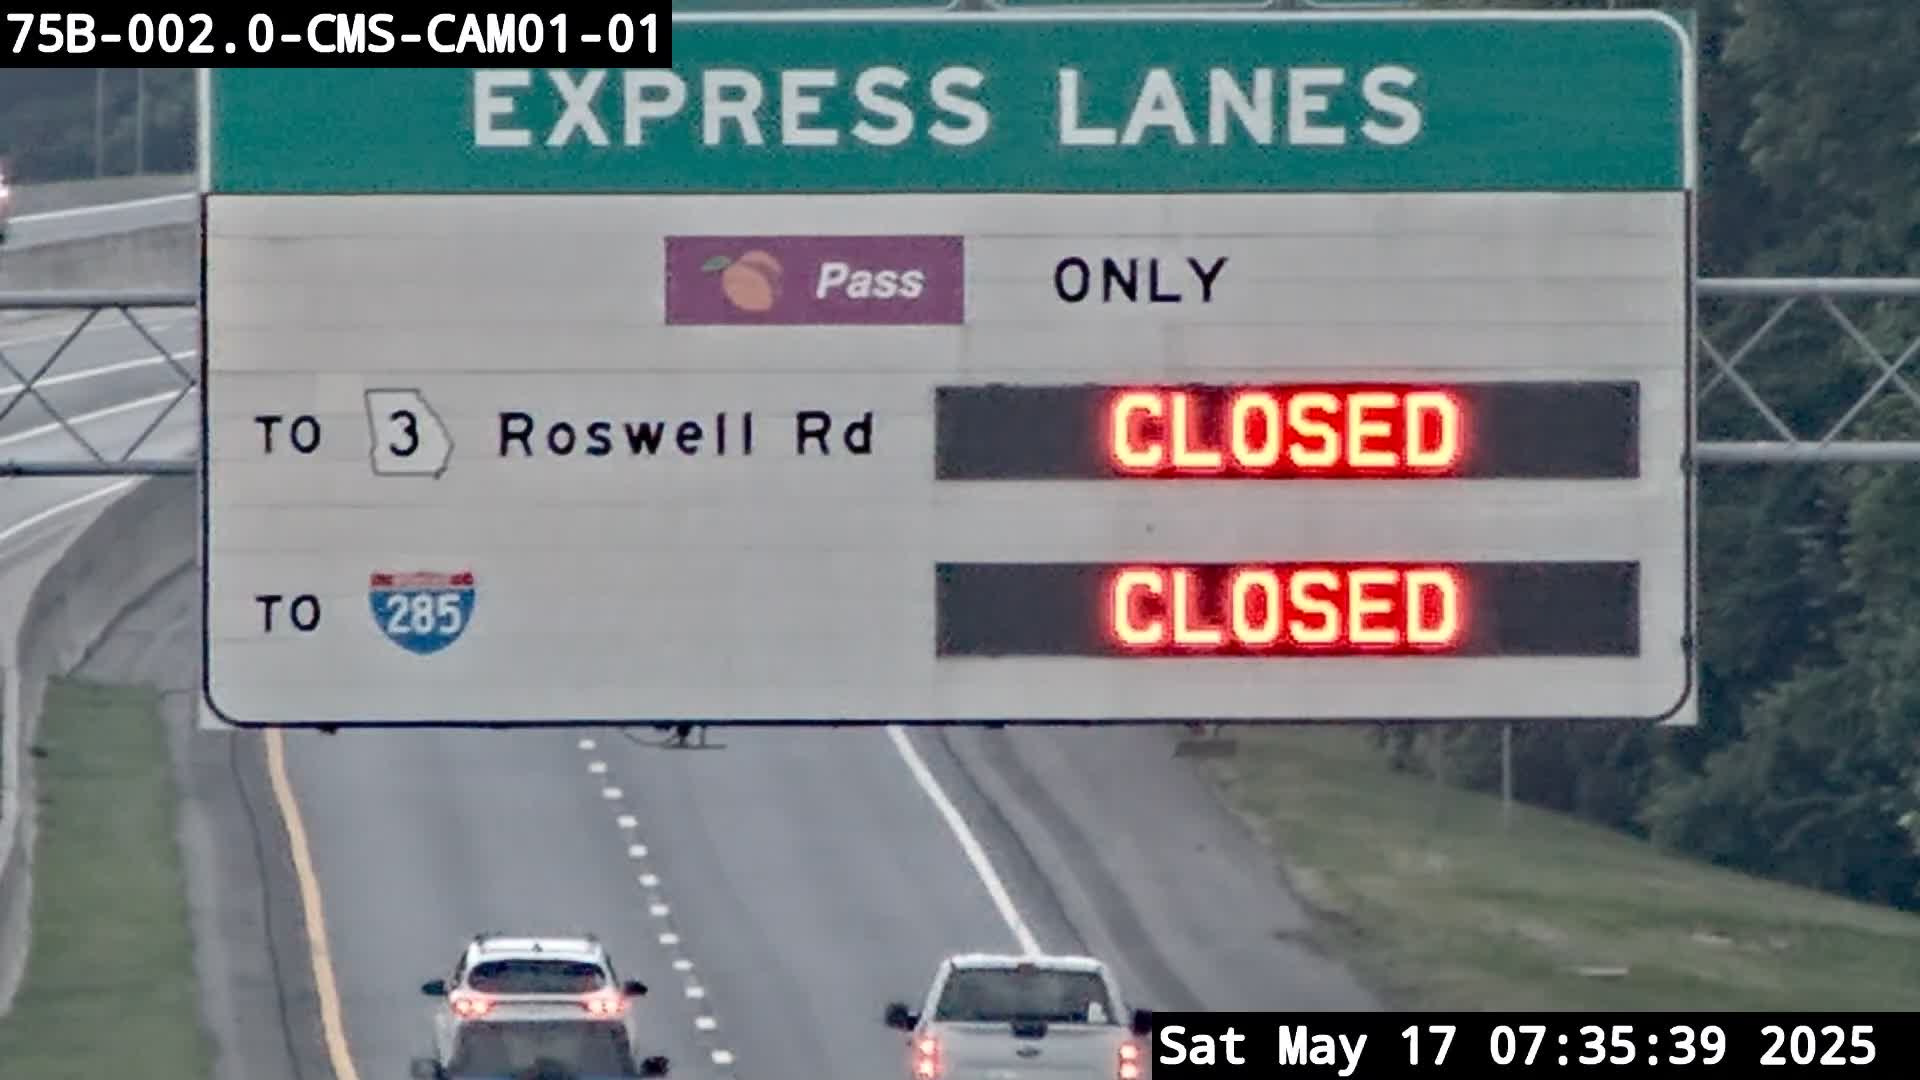 75B-002.0-CMS-CAM01-01
EXPRESS LANES
Pass ONLY
TO 3 Roswell Rd CLOSED
TO 285 CLOSED
Sat May 17 07:35:39 2025